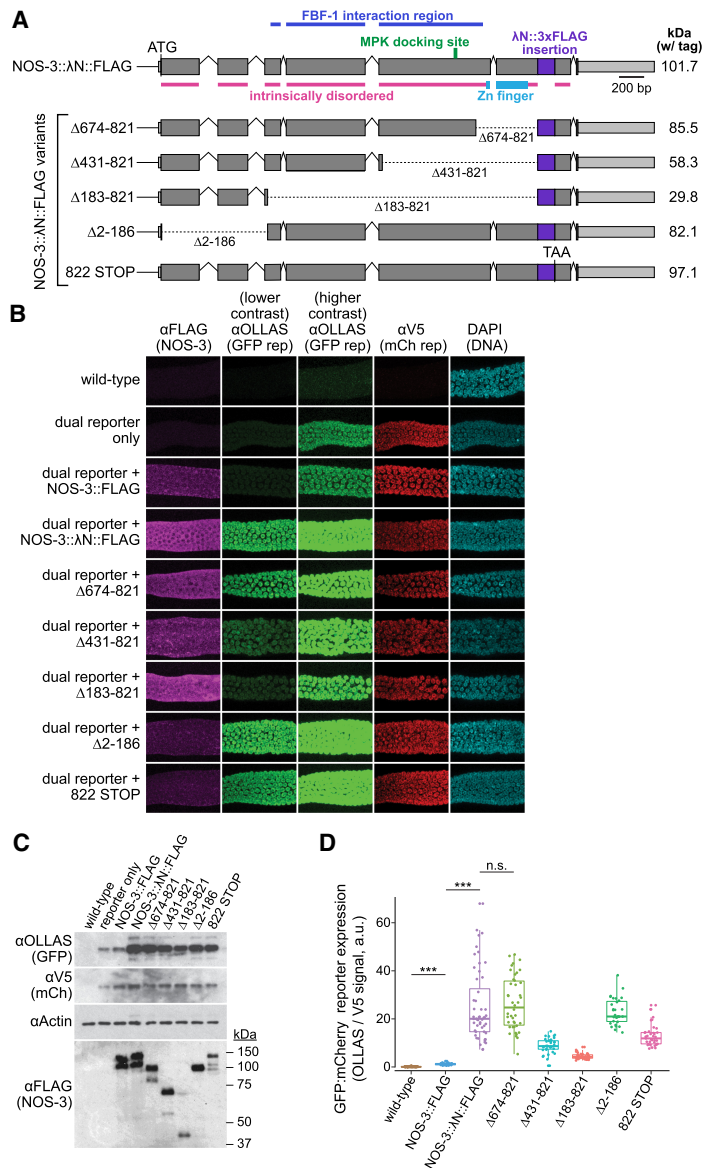 A
FBF-1 interaction region
MPK docking site
λN::3xFLAG
insertion
kDa
(w/ tag)
ATG
NOS-3::λN::FLAG
101.7
intrinsically disordered
Zn finger
200 bp
NOS-3::λN::FLAG variants
Δ674-821
Δ674-821
85.5
Δ431-821
Δ431-821
58.3
Δ183-821
Δ183-821
29.8
Δ2-186
Δ2-186
82.1
TAA
822 STOP
97.1
B
αFLAG
(NOS-3)
(lower
contrast)
αOLLAS
(GFP rep)
(higher
contrast)
αOLLAS
(GFP rep)
αV5
(mCh rep)
DAPI
(DNA)
wild-type
dual reporter
only
dual reporter +
NOS-3::FLAG
dual reporter +
NOS-3::λN::FLAG
dual reporter +
Δ674-821
dual reporter +
Δ431-821
dual reporter +
Δ183-821
dual reporter +
Δ2-186
dual reporter +
822 STOP
C
wild-type
reporter only
NOS-3::FLAG
NOS-3::λN::FLAG
Δ674-821
Δ431-821
Δ183-821
Δ2-186
822 STOP
αOLLAS
(GFP)
αV5
(mCh)
αActin
αFLAG
(NOS-3)
kDa
150
100
75
50
37
D
GFP:mCherry reporter expression
(OLLAS / V5 signal, a.u.)
60
40
20
0
***
***
n.s.
wild-type
NOS-3::FLAG
NOS-3::λN::FLAG
Δ674-821
Δ431-821
Δ183-821
Δ2-186
822 STOP